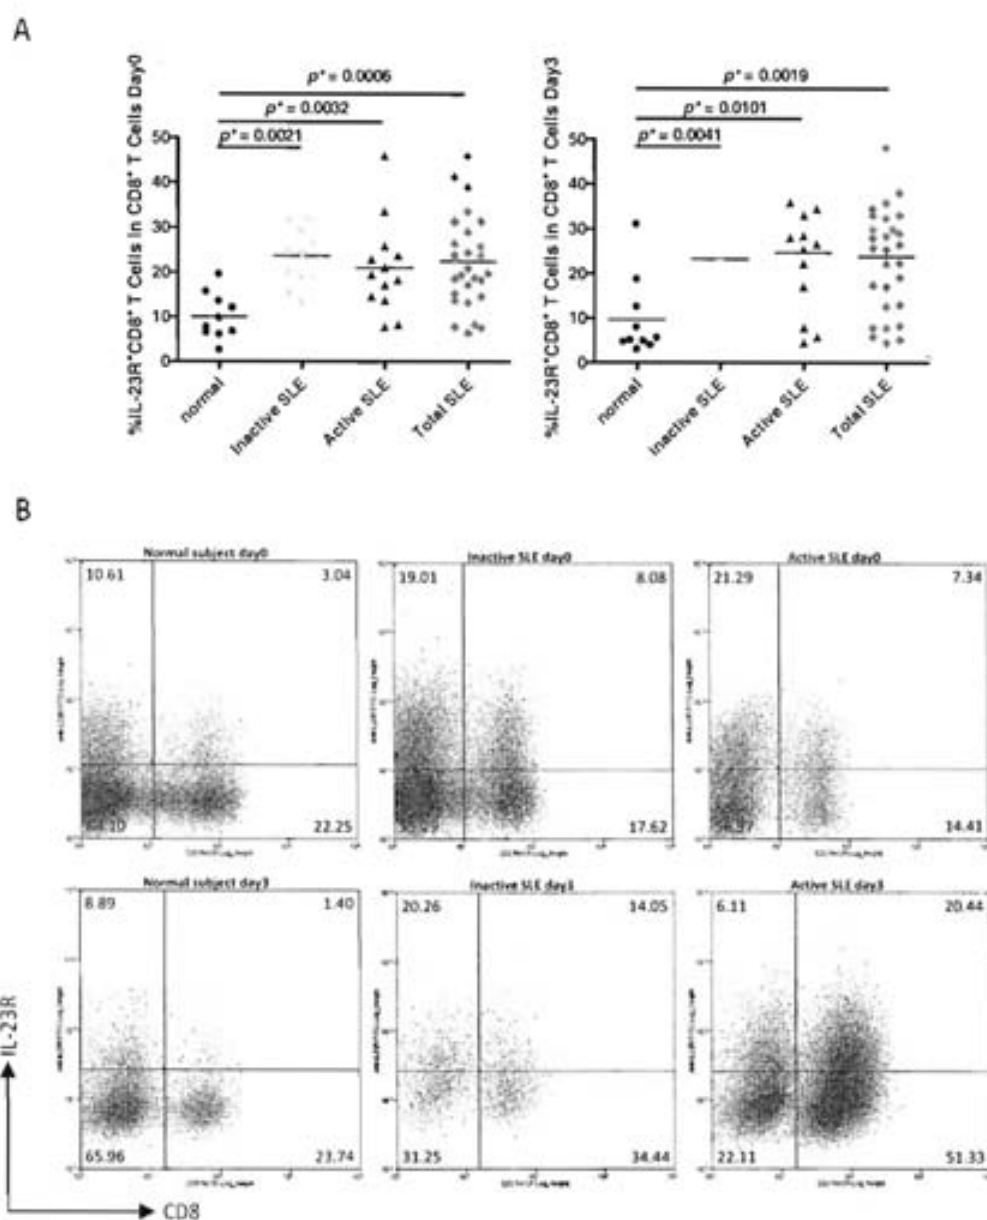 A
%IL-23R⁺CD8⁺ T Cells in CD8⁺ T Cells Day0
p* = 0.0006
p* = 0.0032
p* = 0.0021
50
40
30
20
10
0
normal
Inactive SLE
Active SLE
Total SLE
%IL-23R⁺CD8⁺ T Cells in CD8⁺ T Cells Day3
p* = 0.0019
p* = 0.0101
p* = 0.0041
50
40
30
20
10
0
normal
Inactive SLE
Active SLE
Total SLE
B
Normal subject day0
10.61 3.04
22.25
Inactive SLE day0
19.01 8.08
17.62
Active SLE day0
21.29 7.34
14.41
Normal subject day3
8.89 1.40
65.96 23.74
Inactive SLE day3
20.26 14.05
31.25 34.44
Active SLE day3
6.11 20.44
22.11 51.33
IL-23R
CD8